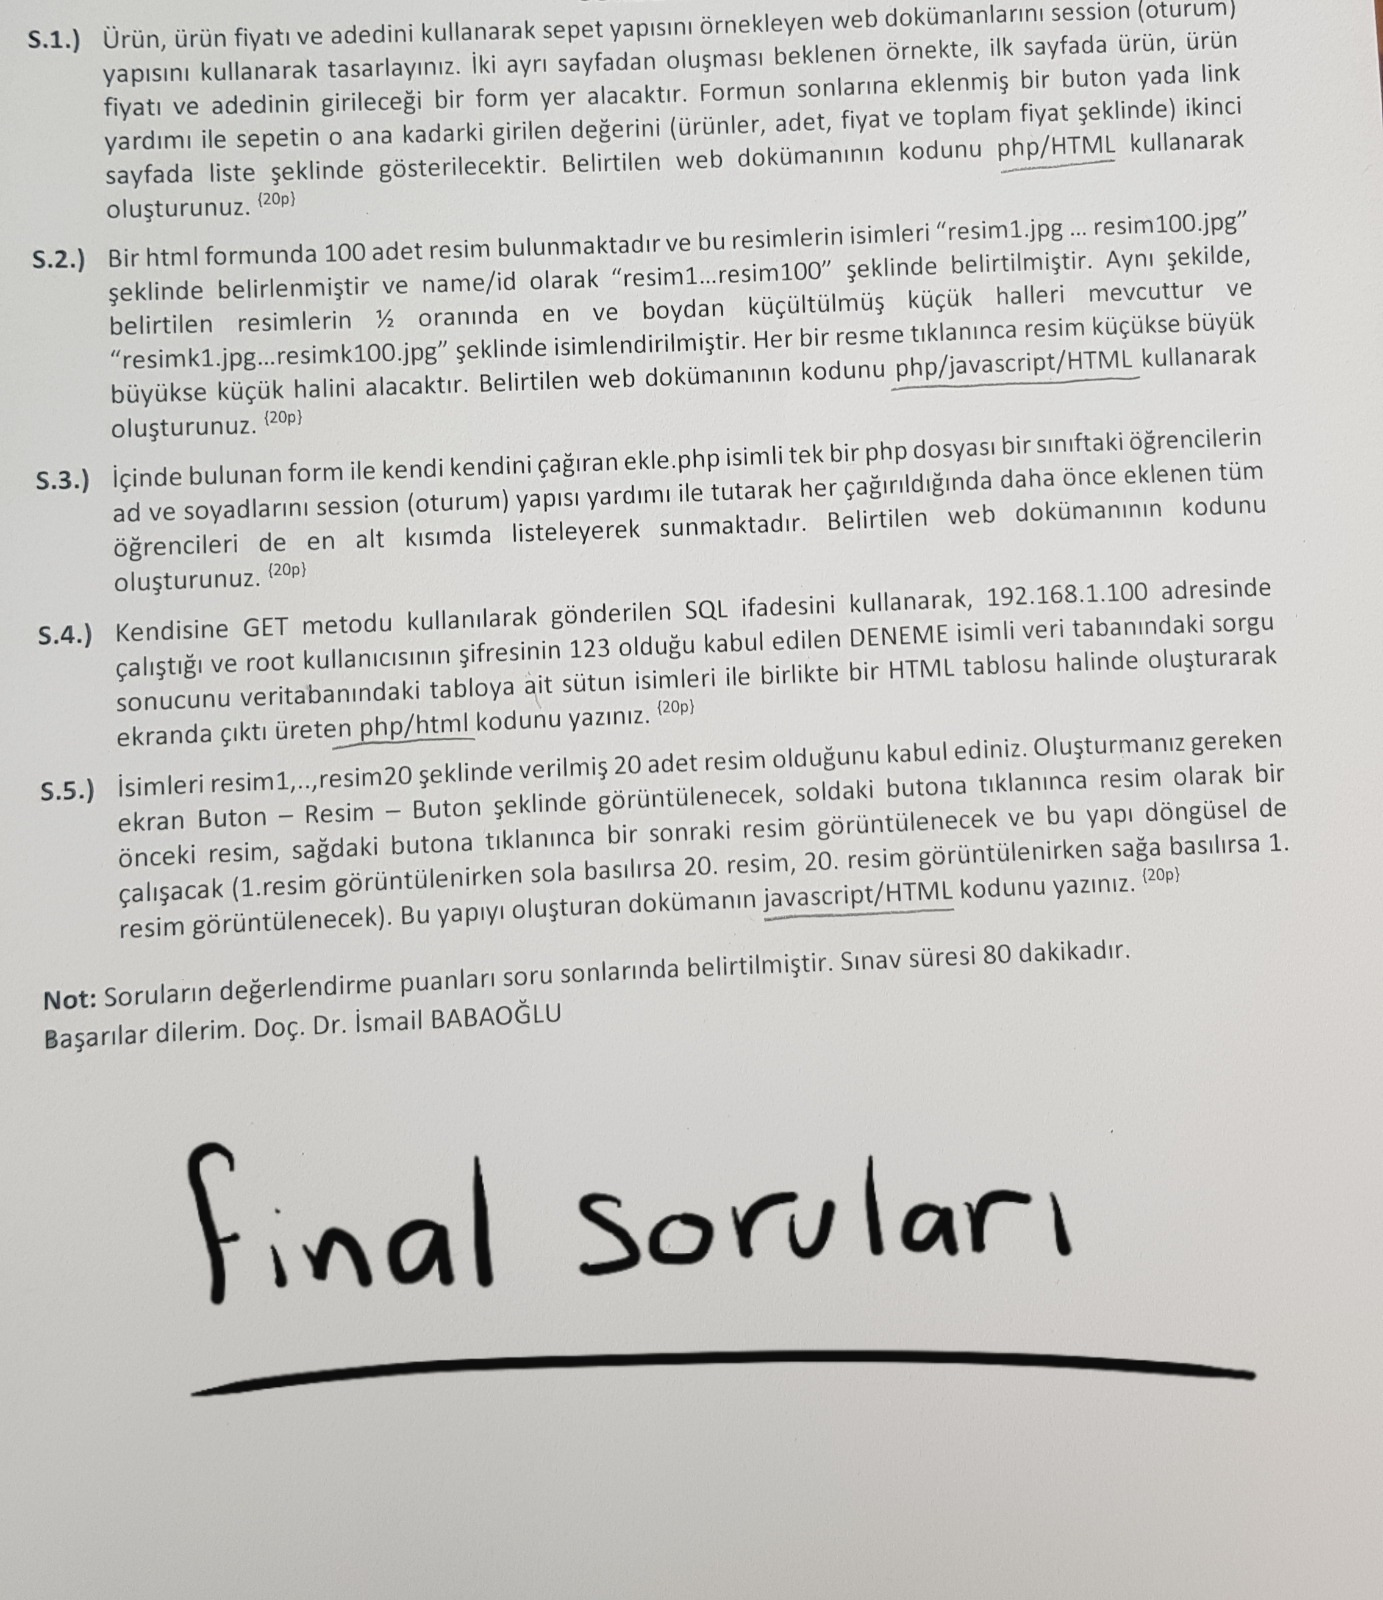 S.1.) Ürün, ürün fiyatı ve adedini kullanarak sepet yapısını örnekleyen web dokümanlarını session (oturum)
yapısını kullanarak tasarlayınız. İki ayrı sayfadan oluşması beklenen örnekte, ilk sayfada ürün, ürün
fiyatı ve adedinin girileceği bir form yer alacaktır. Formun sonlarına eklenmiş bir buton yada link
yardımı ile sepetin o ana kadarki girilen değerini (ürünler, adet, fiyat ve toplam fiyat şeklinde) ikinci
sayfada liste şeklinde gösterilecektir. Belirtilen web dokümanının kodunu php/HTML kullanarak
oluşturunuz. {20p}
S.2.) Bir html formunda 100 adet resim bulunmaktadır ve bu resimlerin isimleri “resim1.jpg ... resim100.jpg”
şeklinde belirlenmiştir ve name/id olarak “resim1...resim100” şeklinde belirtilmiştir. Aynı şekilde,
belirtilen resimlerin ½ oranında en ve boydan küçültülmüş küçük halleri mevcuttur ve
“resimk1.jpg...resimk100.jpg” şeklinde isimlendirilmiştir. Her bir resme tıklanınca resim küçükse büyük
büyükse küçük halini alacaktır. Belirtilen web dokümanının kodunu php/javascript/HTML kullanarak
oluşturunuz. {20p}
S.3.) İçinde bulunan form ile kendi kendini çağıran ekle.php isimli tek bir php dosyası bir sınıftaki öğrencilerin
ad ve soyadlarını session (oturum) yapısı yardımı ile tutarak her çağırıldığında daha önce eklenen tüm
öğrencileri de en alt kısımda listeleyerek sunmaktadır. Belirtilen web dokümanının kodunu
oluşturunuz. {20p}
S.4.) Kendisine GET metodu kullanılarak gönderilen SQL ifadesini kullanarak, 192.168.1.100 adresinde
çalıştığı ve root kullanıcısının şifresinin 123 olduğu kabul edilen DENEME isimli veri tabanındaki sorgu
sonucunu veritabanındaki tabloya ait sütun isimleri ile birlikte bir HTML tablosu halinde oluşturarak
ekranda çıktı üreten php/html kodunu yazınız. {20p}
S.5.) İsimleri resim1,..,resim20 şeklinde verilmiş 20 adet resim olduğunu kabul ediniz. Oluşturmanız gereken
ekran Buton – Resim – Buton şeklinde görüntülenecek, soldaki butona tıklanınca resim olarak bir
önceki resim, sağdaki butona tıklanınca bir sonraki resim görüntülenecek ve bu yapı döngüsel de
çalışacak (1.resim görüntülenirken sola basılırsa 20. resim, 20. resim görüntülenirken sağa basılırsa 1.
resim görüntülenecek). Bu yapıyı oluşturan dokümanın javascript/HTML kodunu yazınız. {20p}
Not: Soruların değerlendirme puanları soru sonlarında belirtilmiştir. Sınav süresi 80 dakikadır.
Başarılar dilerim. Doç. Dr. İsmail BABAOĞLU
final soruları